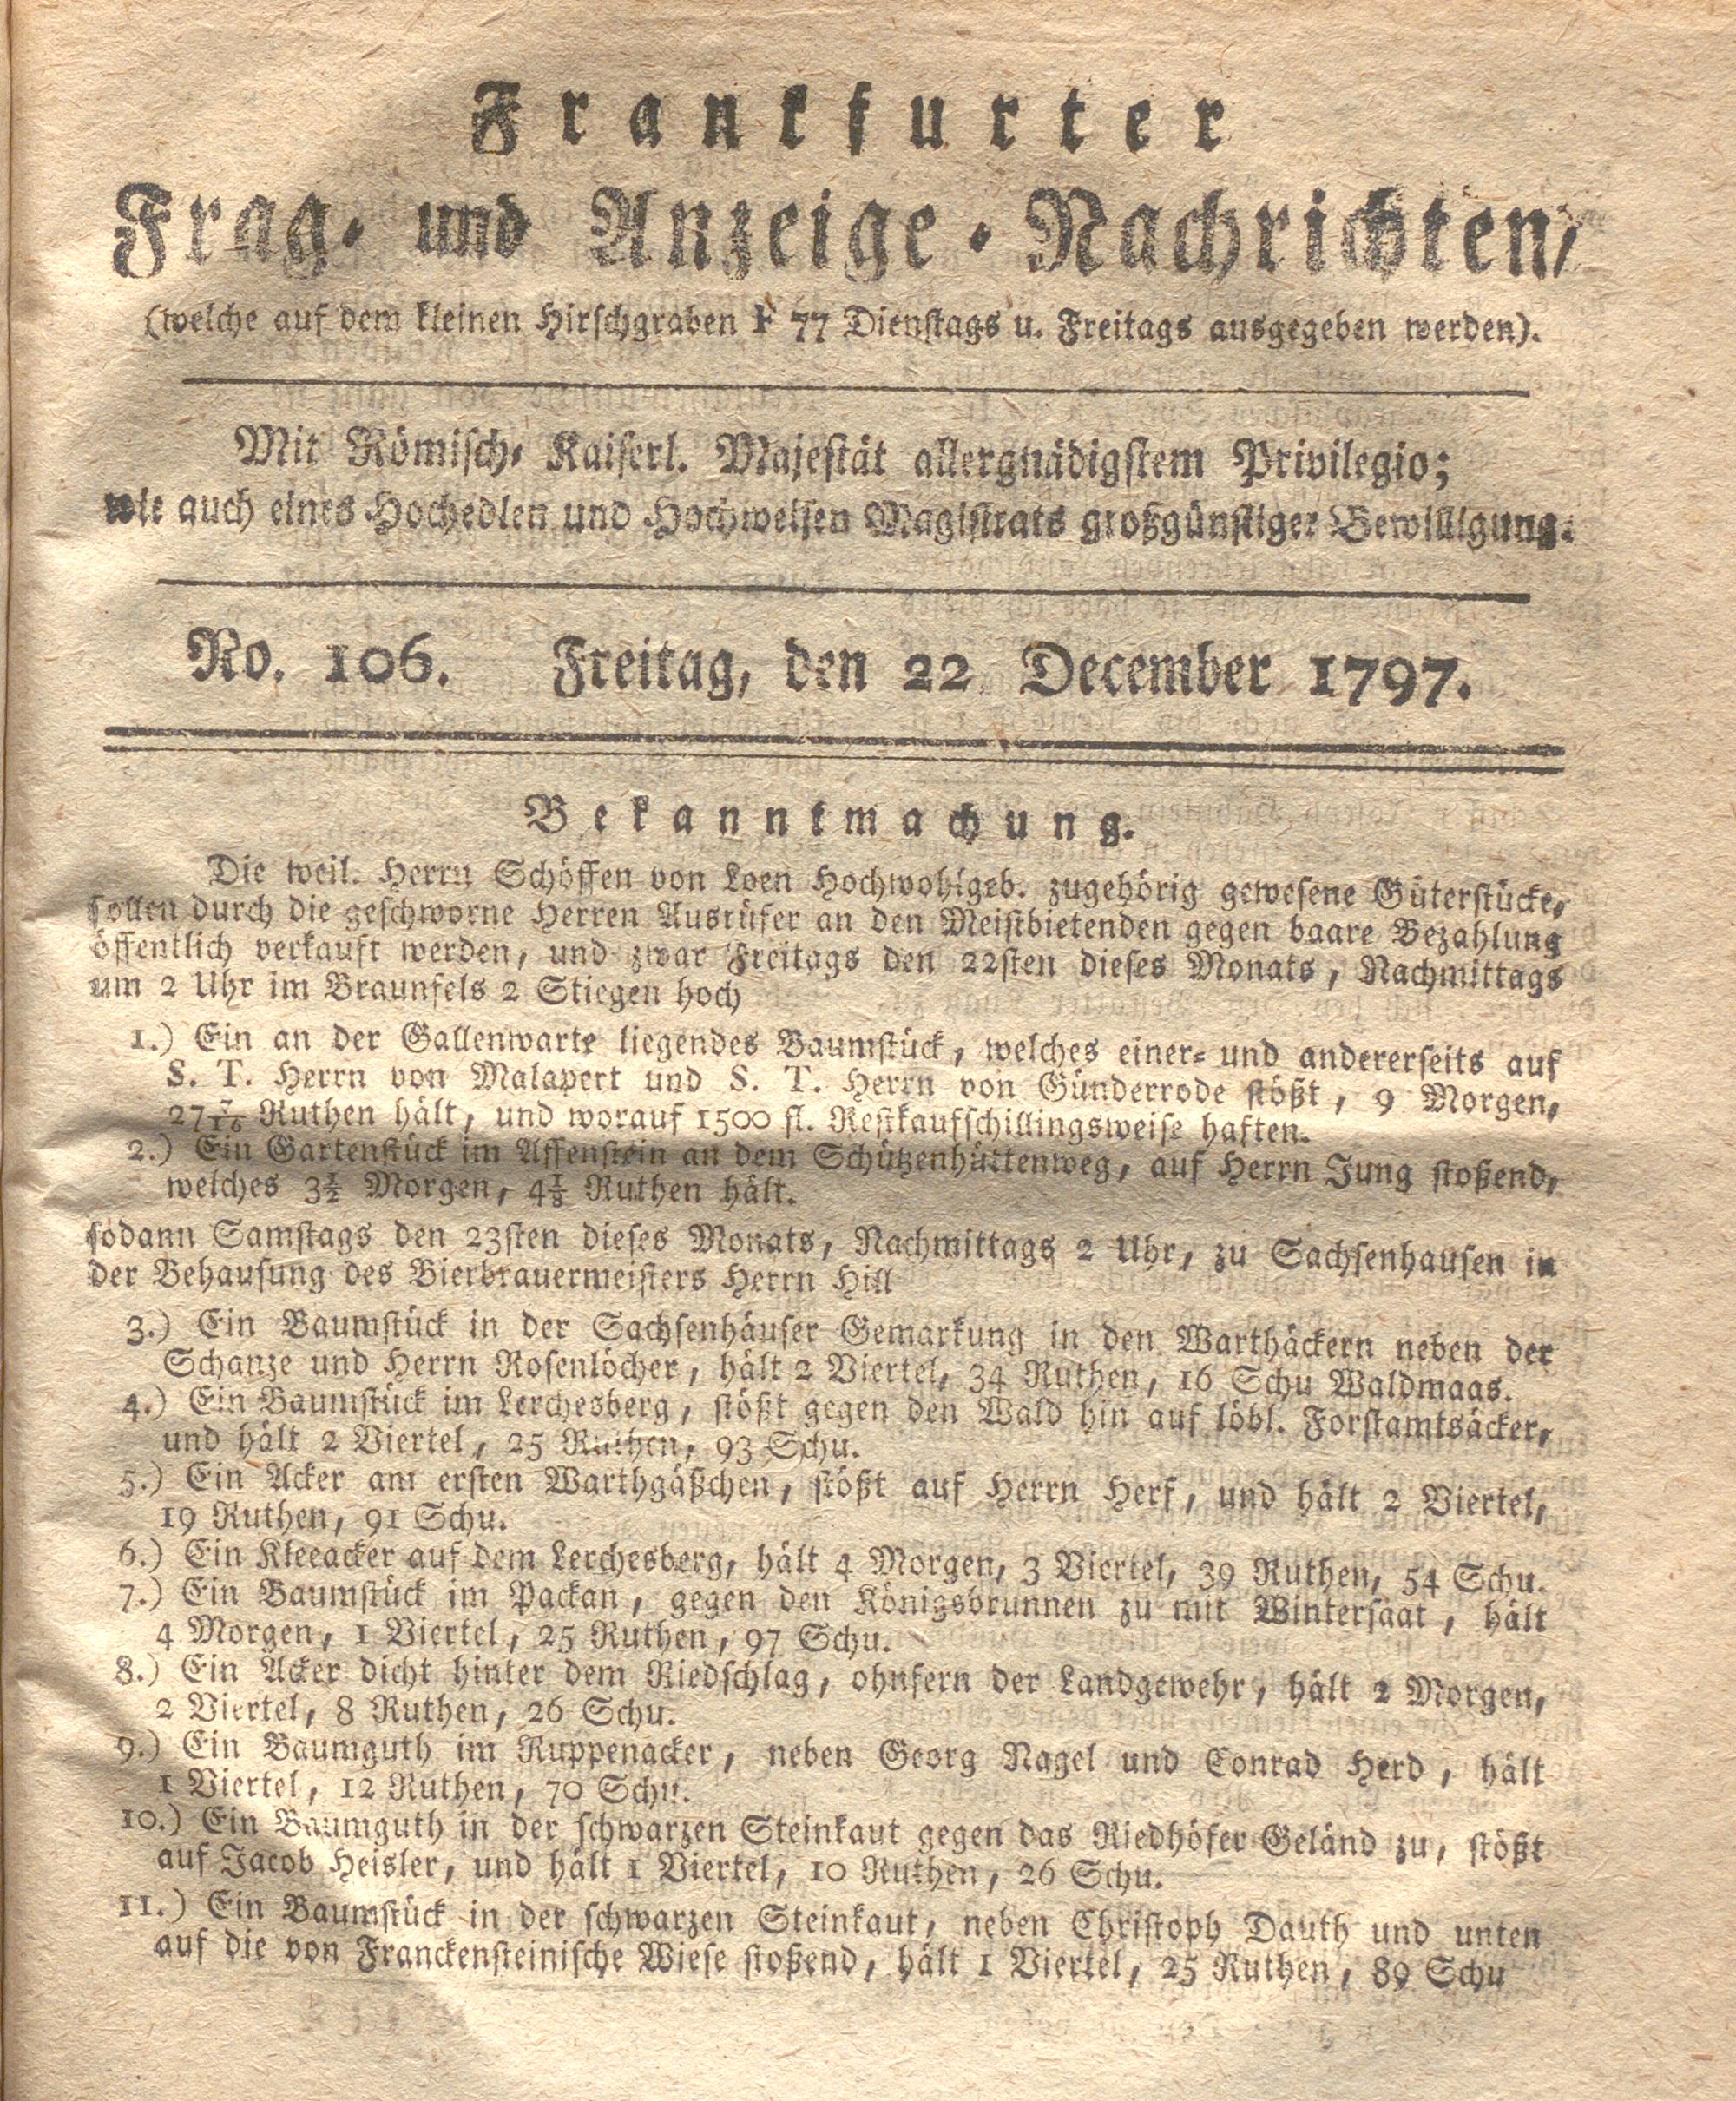 Frankfurter
Frag- und Anzeige-Nachrichten,
(welche auf dem kleinen Hirschgraben F 77 Dienstags u. Freitags ausgegeben werden).
Mit Römisch- Kaiserl. Majestät allergnädigstem Privilegio;
wie auch eines Hochedlen und Hochweisen Magistrats großgünstiger Bewilligung.
No. 106. Freitag, den 22 December 1797.
Bekanntmachung.
Die weil. Herrn Schöffen von Loen Hochwohlgeb. zugehörig gewesene Güterstücke,
sollen durch die geschworne Herren Ausrüfer an den Meistbietenden gegen baare Bezahlung
öffentlich verkauft werden, und zwar Freitags den 22sten dieses Monats, Nachmittags
um 2 Uhr im Braunfels 2 Stiegen hoch
1.) Ein an der Gallenwarte liegendes Baumstück, welches einer- und andererseits auf
S. T. Herrn von Malapert und S. T. Herrn von Günderrode stößt, 9 Morgen,
27 7/16 Ruthen hält, und worauf 1500 fl. Restkaufschillingsweise haften.
2.) Ein Gartenstück im Affenstein an dem Schützenhüttenweg, auf Herrn Jung stoßend,
welches 3½ Morgen, 4⅛ Ruthen hält.
sodann Samstags den 23sten dieses Monats, Nachmittags 2 Uhr, zu Sachsenhausen in
der Behausung des Bierbrauermeisters Herrn Hill
3.) Ein Baumstück in der Sachsenhäuser Gemarkung in den Warthäckern neben der
Schanze und Herrn Rosenlöcher, hält 2 Viertel, 34 Ruthen, 16 Schu Waldmaas.
4.) Ein Baumstück im Lerchesberg, stößt gegen den Wald hin auf löbl. Forstamtsäcker,
und hält 2 Viertel, 25 Ruthen, 93 Schu.
5.) Ein Acker am ersten Warthgäßchen, stößt auf Herrn Herf, und hält 2 Viertel,
19 Ruthen, 91 Schu.
6.) Ein Kleeacker auf dem Lerchesberg, hält 4 Morgen, 3 Viertel, 39 Ruthen, 54 Schu.
7.) Ein Baumstück im Packan, gegen den Königsbrunnen zu mit Wintersaat, hält
4 Morgen, 1 Viertel, 25 Ruthen, 97 Schu.
8.) Ein Acker dicht hinter dem Riedschlag, ohnfern der Landgewehr, hält 2 Morgen,
2 Viertel, 8 Ruthen, 26 Schu.
9.) Ein Baumguth im Ruppenacker, neben Georg Nagel und Conrad Herd, hält
1 Viertel, 12 Ruthen, 70 Schu.
10.) Ein Baumguth in der schwarzen Steinkaut gegen das Riedhöfer Geländ zu, stößt
auf Jacob Heisler, und hält 1 Viertel, 10 Ruthen, 26 Schu.
11.) Ein Baumstück in der schwarzen Steinkaut, neben Christoph Dauth und unten
auf die von Franckensteinische Wiese stoßend, hält 1 Viertel, 25 Ruthen, 89 Schu